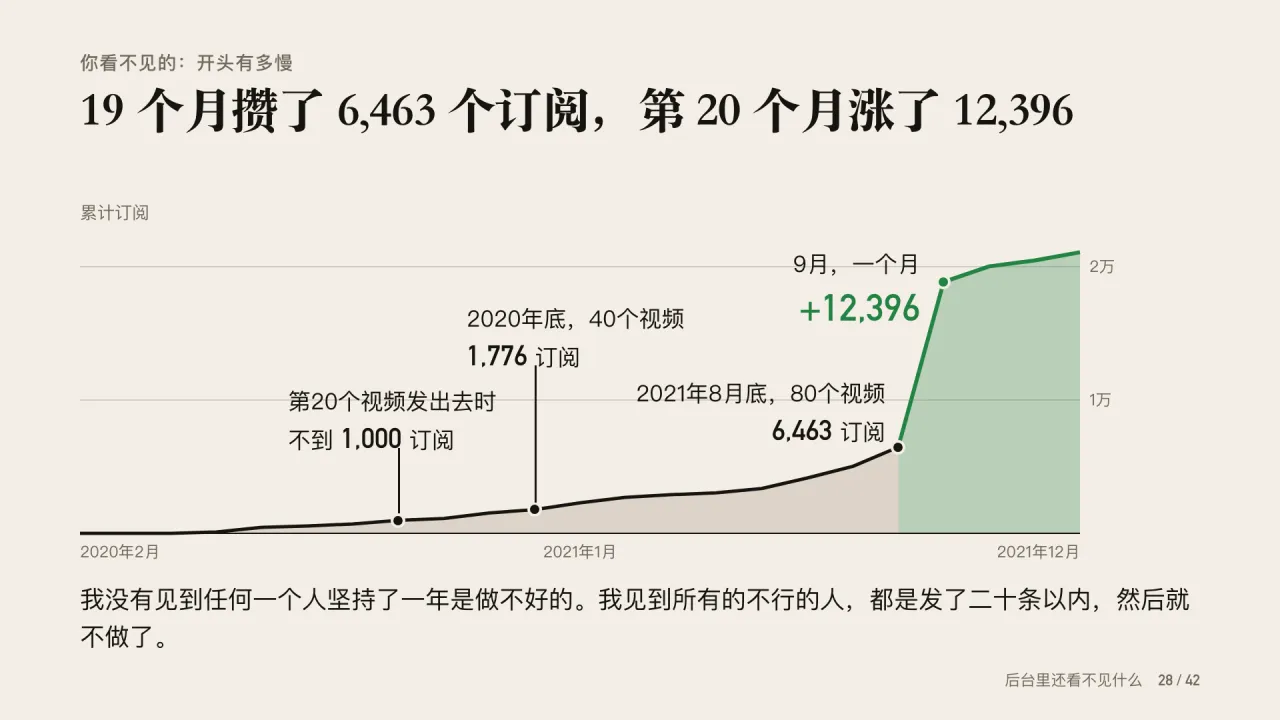 你看不见的：开头有多慢
19 个月攒了 6,463 个订阅，第 20 个月涨了 12,396
累计订阅
9月，一个月
+12,396
2万
2020年底，40个视频
1,776 订阅
第20个视频发出去时
不到 1,000 订阅
2021年8月底，80个视频
6,463 订阅
1万
2020年2月
2021年1月
2021年12月
我没有见到任何一个人坚持了一年是做不好的。我见到所有的不行的人，都是发了二十条以内，然后就
不做了。
后台里还看不见什么 28 / 42